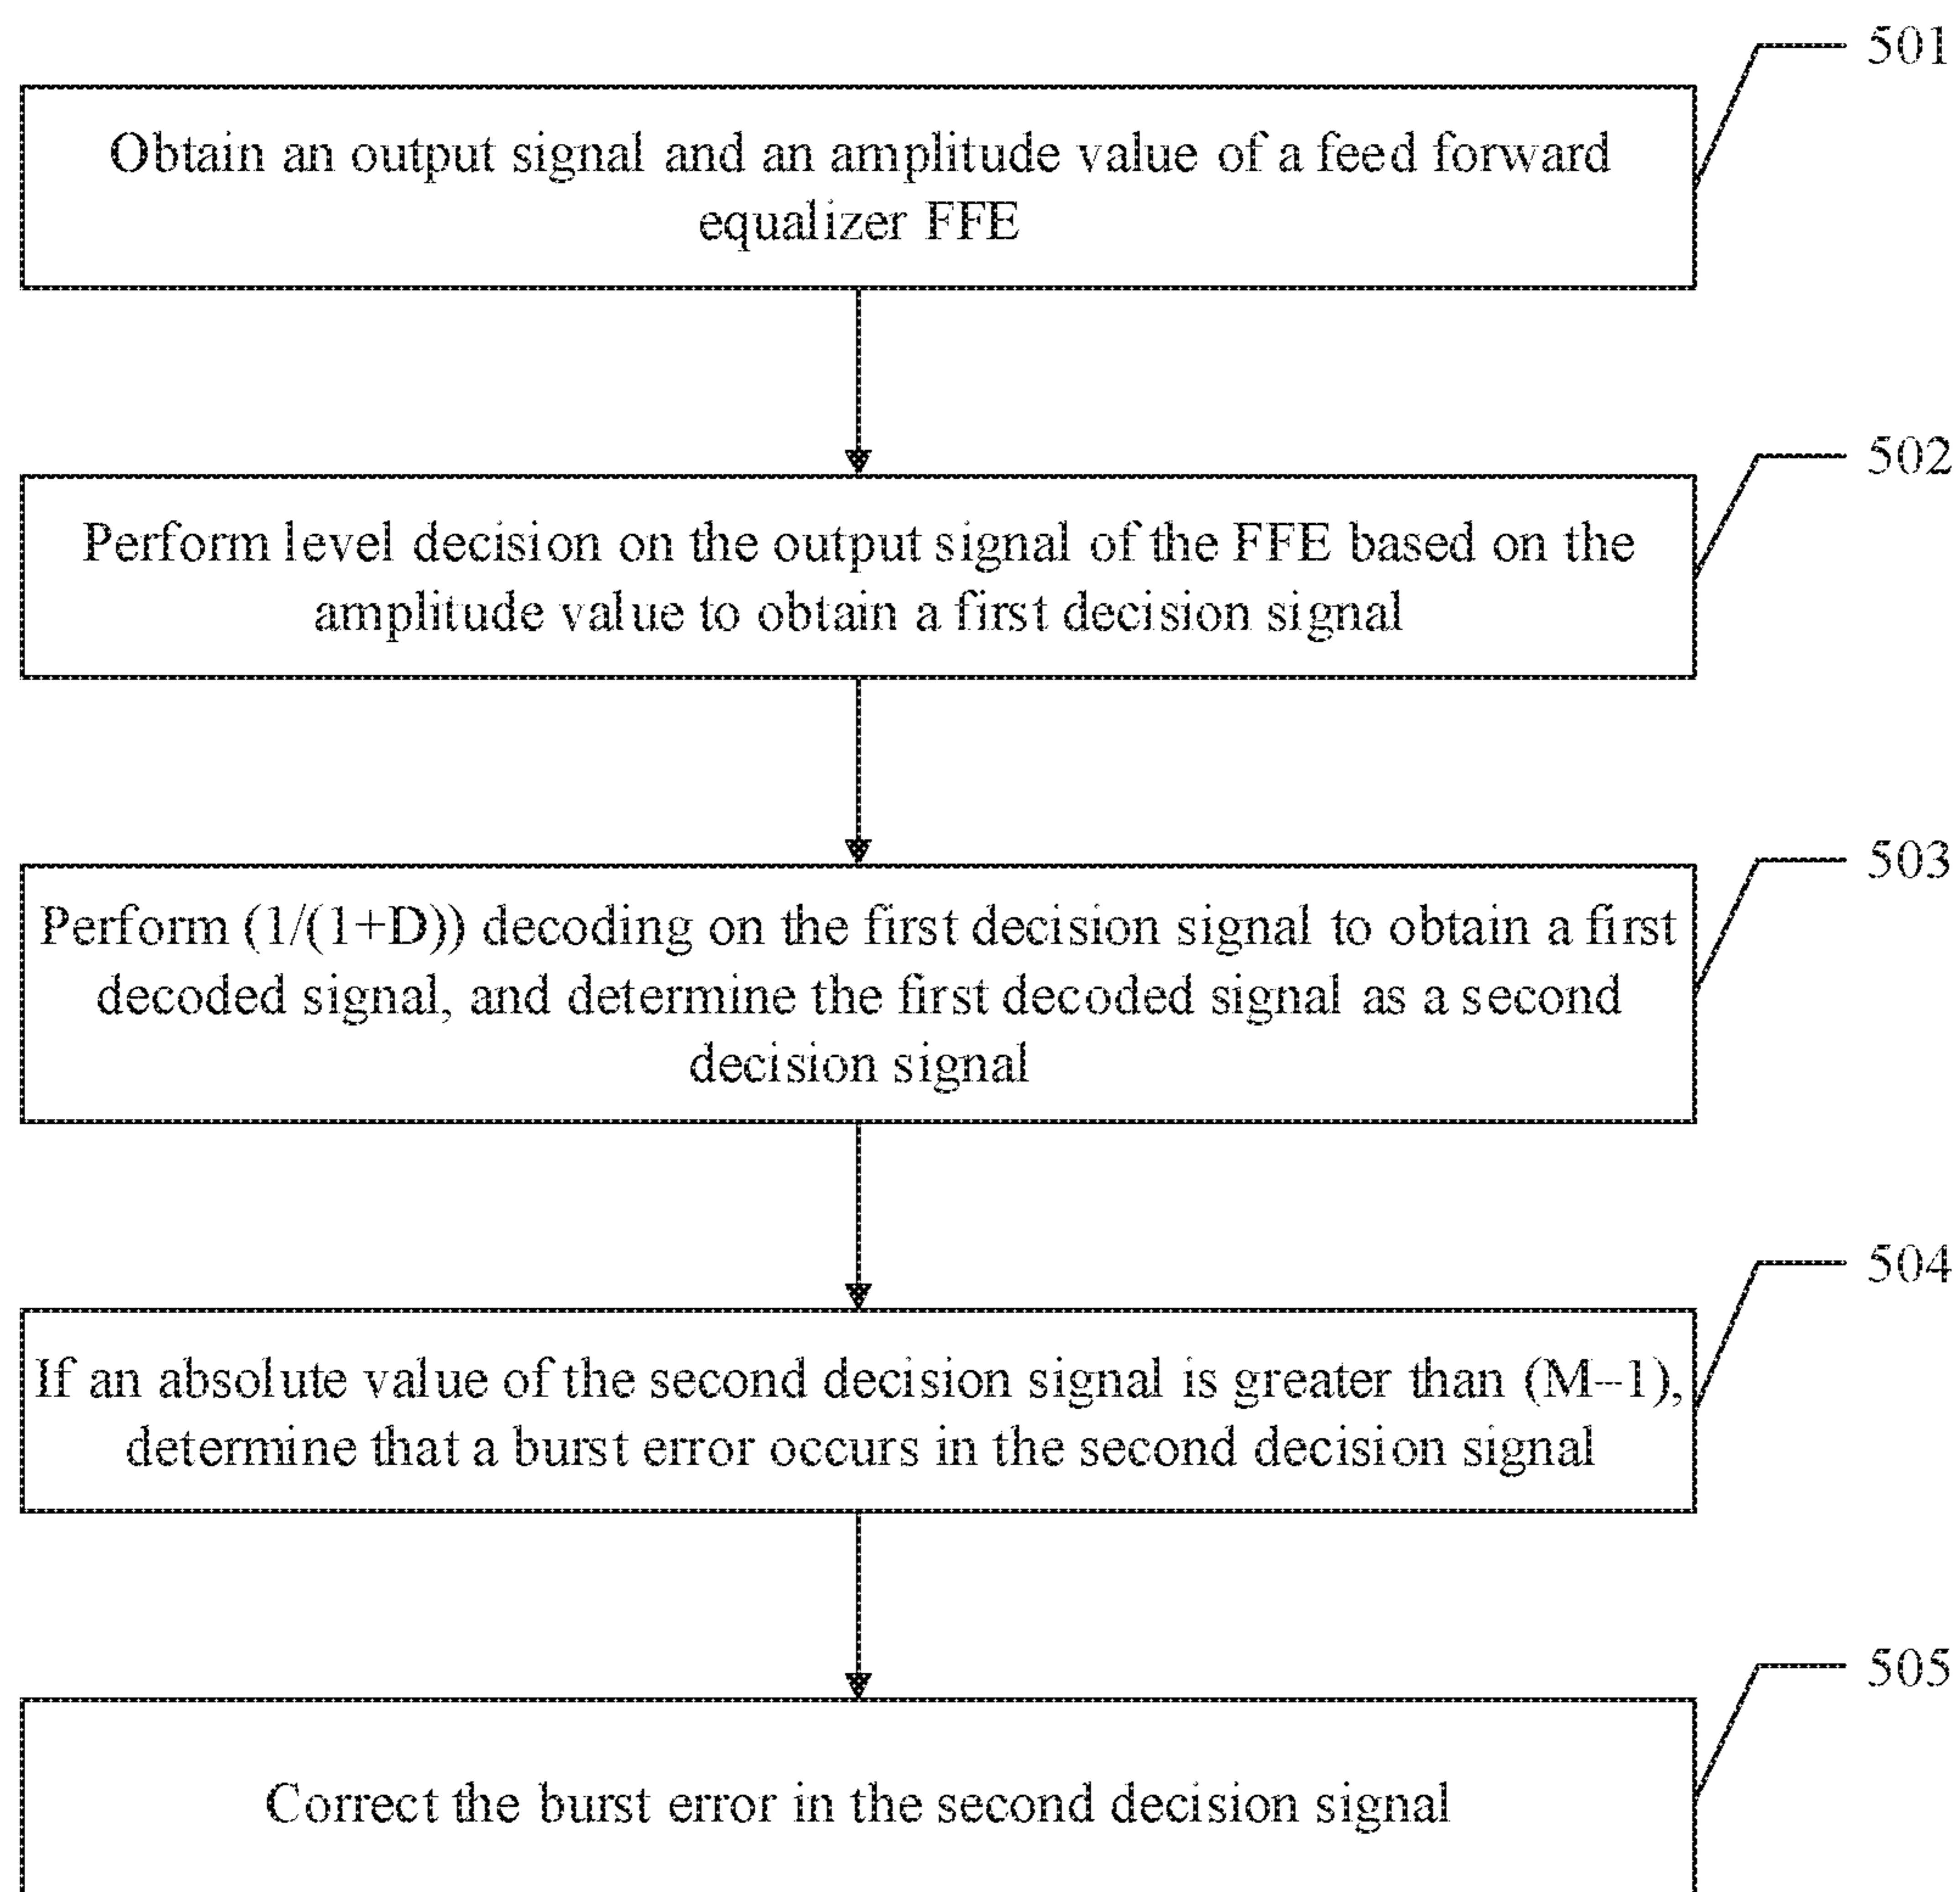 501
Obtain an output signal and an amplitude value of a feed forward
equalizer FFE
502
Perform level decision on the output signal of the FFE based on the
amplitude value to obtain a first decision signal
503
Perform (1/(1+D)) decoding on the first decision signal to obtain a first
decoded signal, and determine the first decoded signal as a second
decision signal
504
If an absolute value of the second decision signal is greater than (M--1),
determine that a burst error occurs in the second decision signal
505
Correct the burst error in the second decision signal